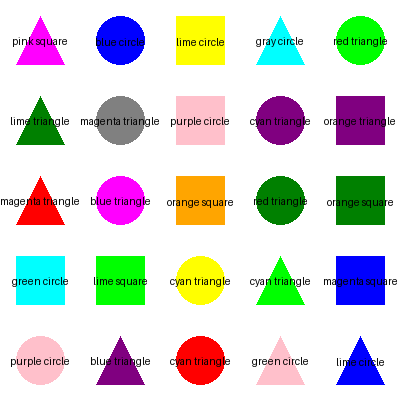 pink square blue circle lime circle gray circle red triangle
lime triangle magenta triangle purple circle cyan triangle orange triangle
magenta triangle blue triangle orange square red triangle orange square
green circle lime square cyan triangle cyan triangle magenta square
purple circle blue triangle cyan triangle green circle lime circle